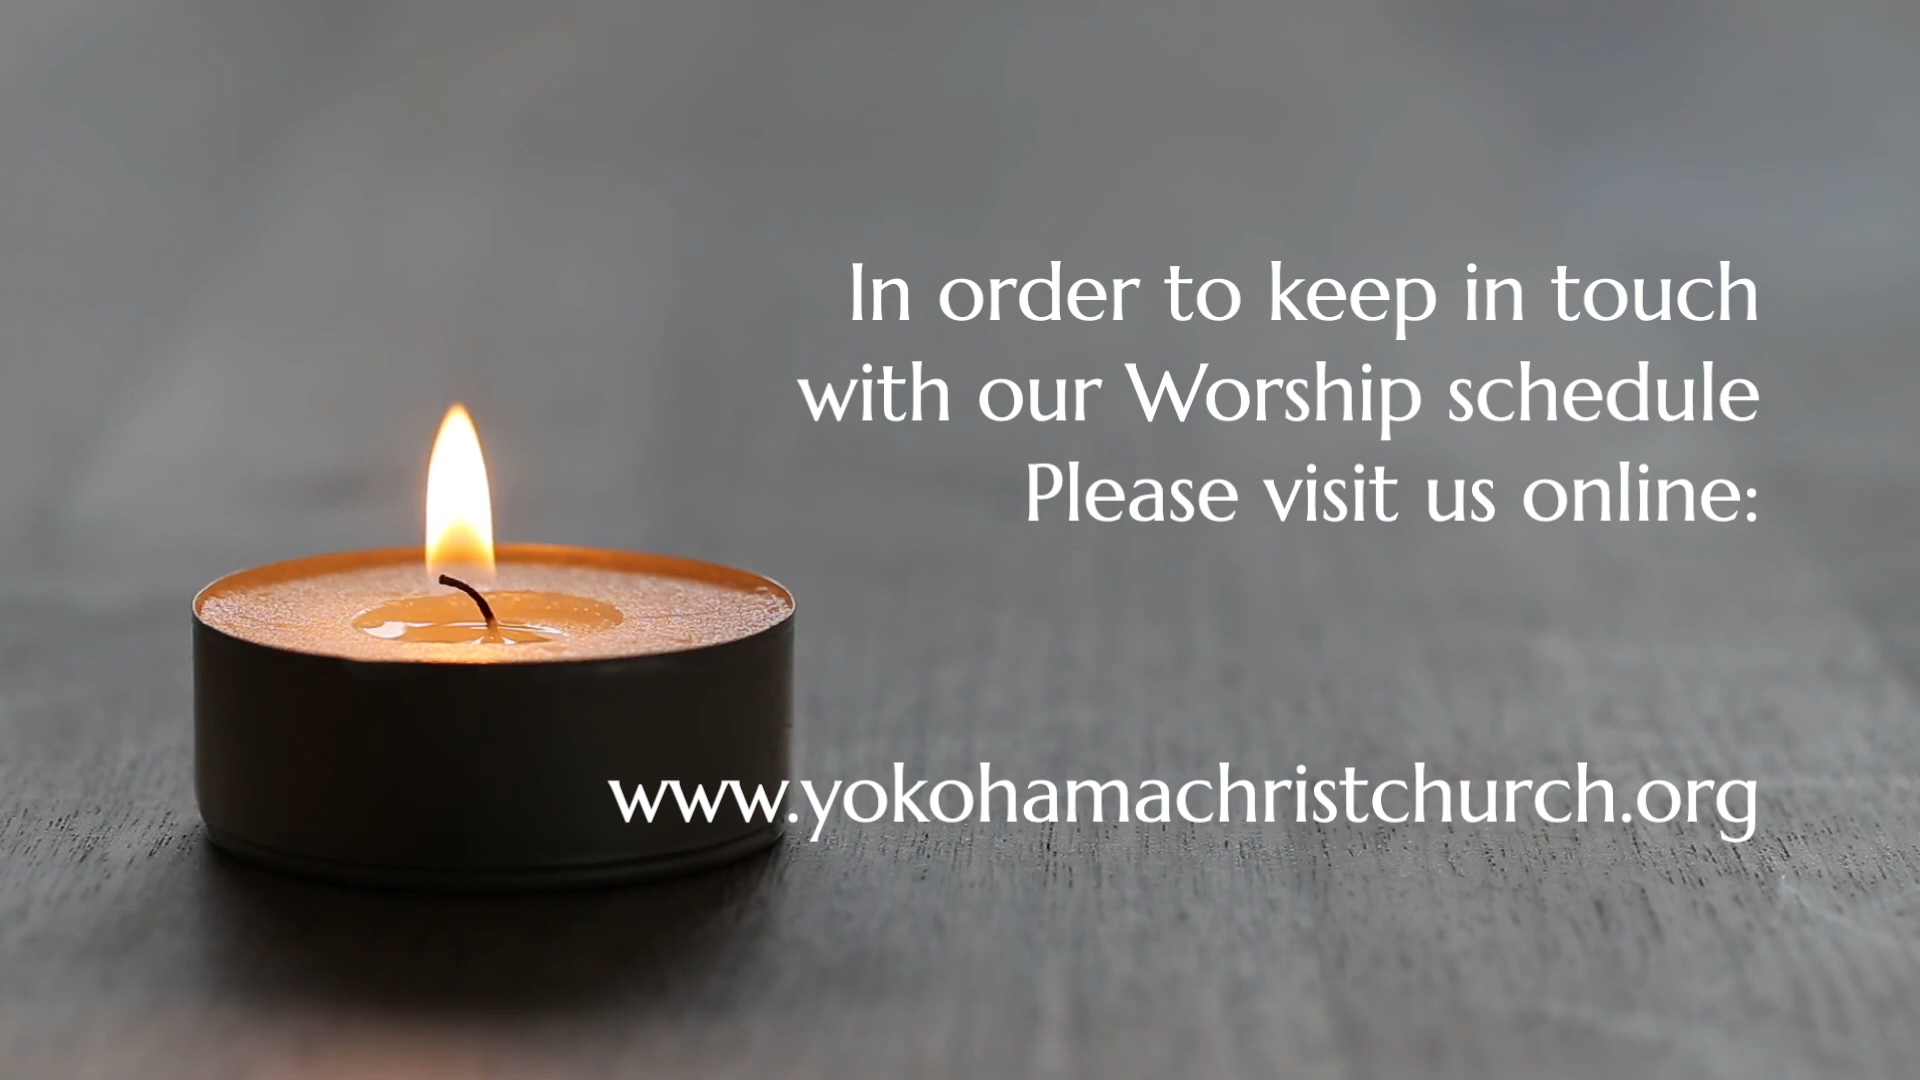 In order to keep in touch
with our Worship schedule
Please visit us online:
www.yokohamachristchurch.org